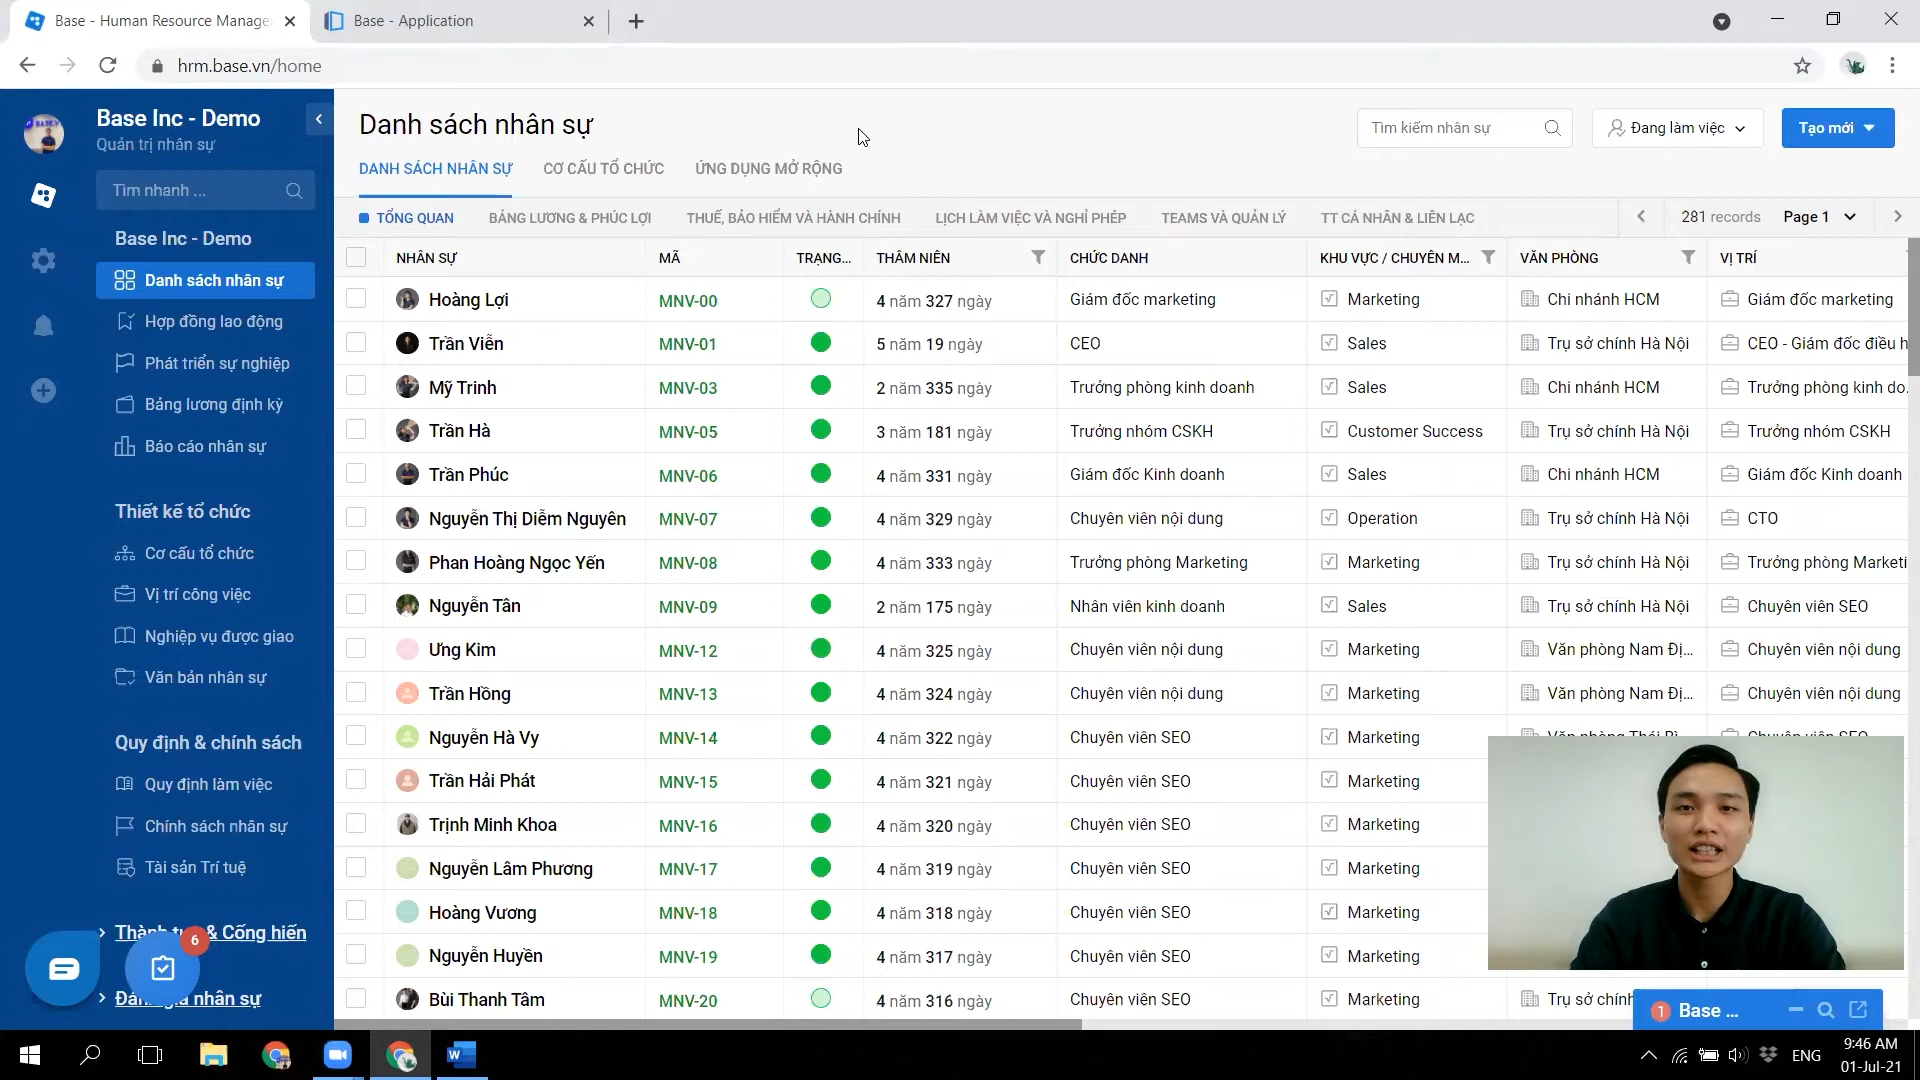 Base - Human Resource Manage
Base - Application
hrm.base.vn/home
Base Inc - Demo
Quản trị nhân sự
Tìm nhanh ...
Base Inc - Demo
Danh sách nhân sự
Hợp đồng lao động
Phát triển sự nghiệp
Bảng lương định kỳ
Báo cáo nhân sự
Thiết kế tổ chức
Cơ cấu tổ chức
Vị trí công việc
Nghiệp vụ được giao
Văn bản nhân sự
Quy định & chính sách
Quy định làm việc
Chính sách nhân sự
Tài sản Trí tuệ
& Cống hiến
6
nhân sự
Danh sách nhân sự
Tìm kiếm nhân sự
Đang làm việc
Tạo mới
DANH SÁCH NHÂN SỰ CƠ CẤU TỔ CHỨC ỨNG DỤNG MỞ RỘNG
TỔNG QUAN BẢNG LƯƠNG & PHÚC LỢI THUẾ, BẢO HIỂM VÀ HÀNH CHÍNH LỊCH LÀM VIỆC VÀ NGHỈ PHÉP TEAMS VÀ QUẢN LÝ TT CÁ NHÂN & LIÊN LẠC 281 records Page 1
NHÂN SỰ MÃ TRẠNG... THÂM NIÊN CHỨC DANH KHU VỰC / CHUYÊN M... VĂN PHÒNG VỊ TRÍ
Hoàng Lợi MNV-00 4 năm 327 ngày Giám đốc marketing Marketing Chi nhánh HCM Giám đốc marketing
Trần Viễn MNV-01 5 năm 19 ngày CEO Sales Trụ sở chính Hà Nội CEO - Giám đốc điều h
Mỹ Trinh MNV-03 2 năm 335 ngày Trưởng phòng kinh doanh Sales Chi nhánh HCM Trưởng phòng kinh do.
Trần Hà MNV-05 3 năm 181 ngày Trưởng nhóm CSKH Customer Success Trụ sở chính Hà Nội Trưởng nhóm CSKH
Trần Phúc MNV-06 4 năm 331 ngày Giám đốc Kinh doanh Sales Chi nhánh HCM Giám đốc Kinh doanh
Nguyễn Thị Diễm Nguyên MNV-07 4 năm 329 ngày Chuyên viên nội dung Operation Trụ sở chính Hà Nội CTO
Phan Hoàng Ngọc Yến MNV-08 4 năm 333 ngày Trưởng phòng Marketing Marketing Trụ sở chính Hà Nội Trưởng phòng Marketi
Nguyễn Tân MNV-09 2 năm 175 ngày Nhân viên kinh doanh Sales Trụ sở chính Hà Nội Chuyên viên SEO
Ưng Kim MNV-12 4 năm 325 ngày Chuyên viên nội dung Marketing Văn phòng Nam Đị... Chuyên viên nội dung
Trần Hồng MNV-13 4 năm 324 ngày Chuyên viên nội dung Marketing Văn phòng Nam Đị... Chuyên viên nội dung
Nguyễn Hà Vy MNV-14 4 năm 322 ngày Chuyên viên SEO Marketing
Trần Hải Phát MNV-15 4 năm 321 ngày Chuyên viên SEO Marketing
Trịnh Minh Khoa MNV-16 4 năm 320 ngày Chuyên viên SEO Marketing
Nguyễn Lâm Phương MNV-17 4 năm 319 ngày Chuyên viên SEO Marketing
Hoàng Vương MNV-18 4 năm 318 ngày Chuyên viên SEO Marketing
Nguyễn Huyền MNV-19 4 năm 317 ngày Chuyên viên SEO Marketing
Bùi Thanh Tâm MNV-20 4 năm 316 ngày Chuyên viên SEO Marketing Trụ sở chính
1 Base ...
ENG
9:46 AM
01-Jul-21